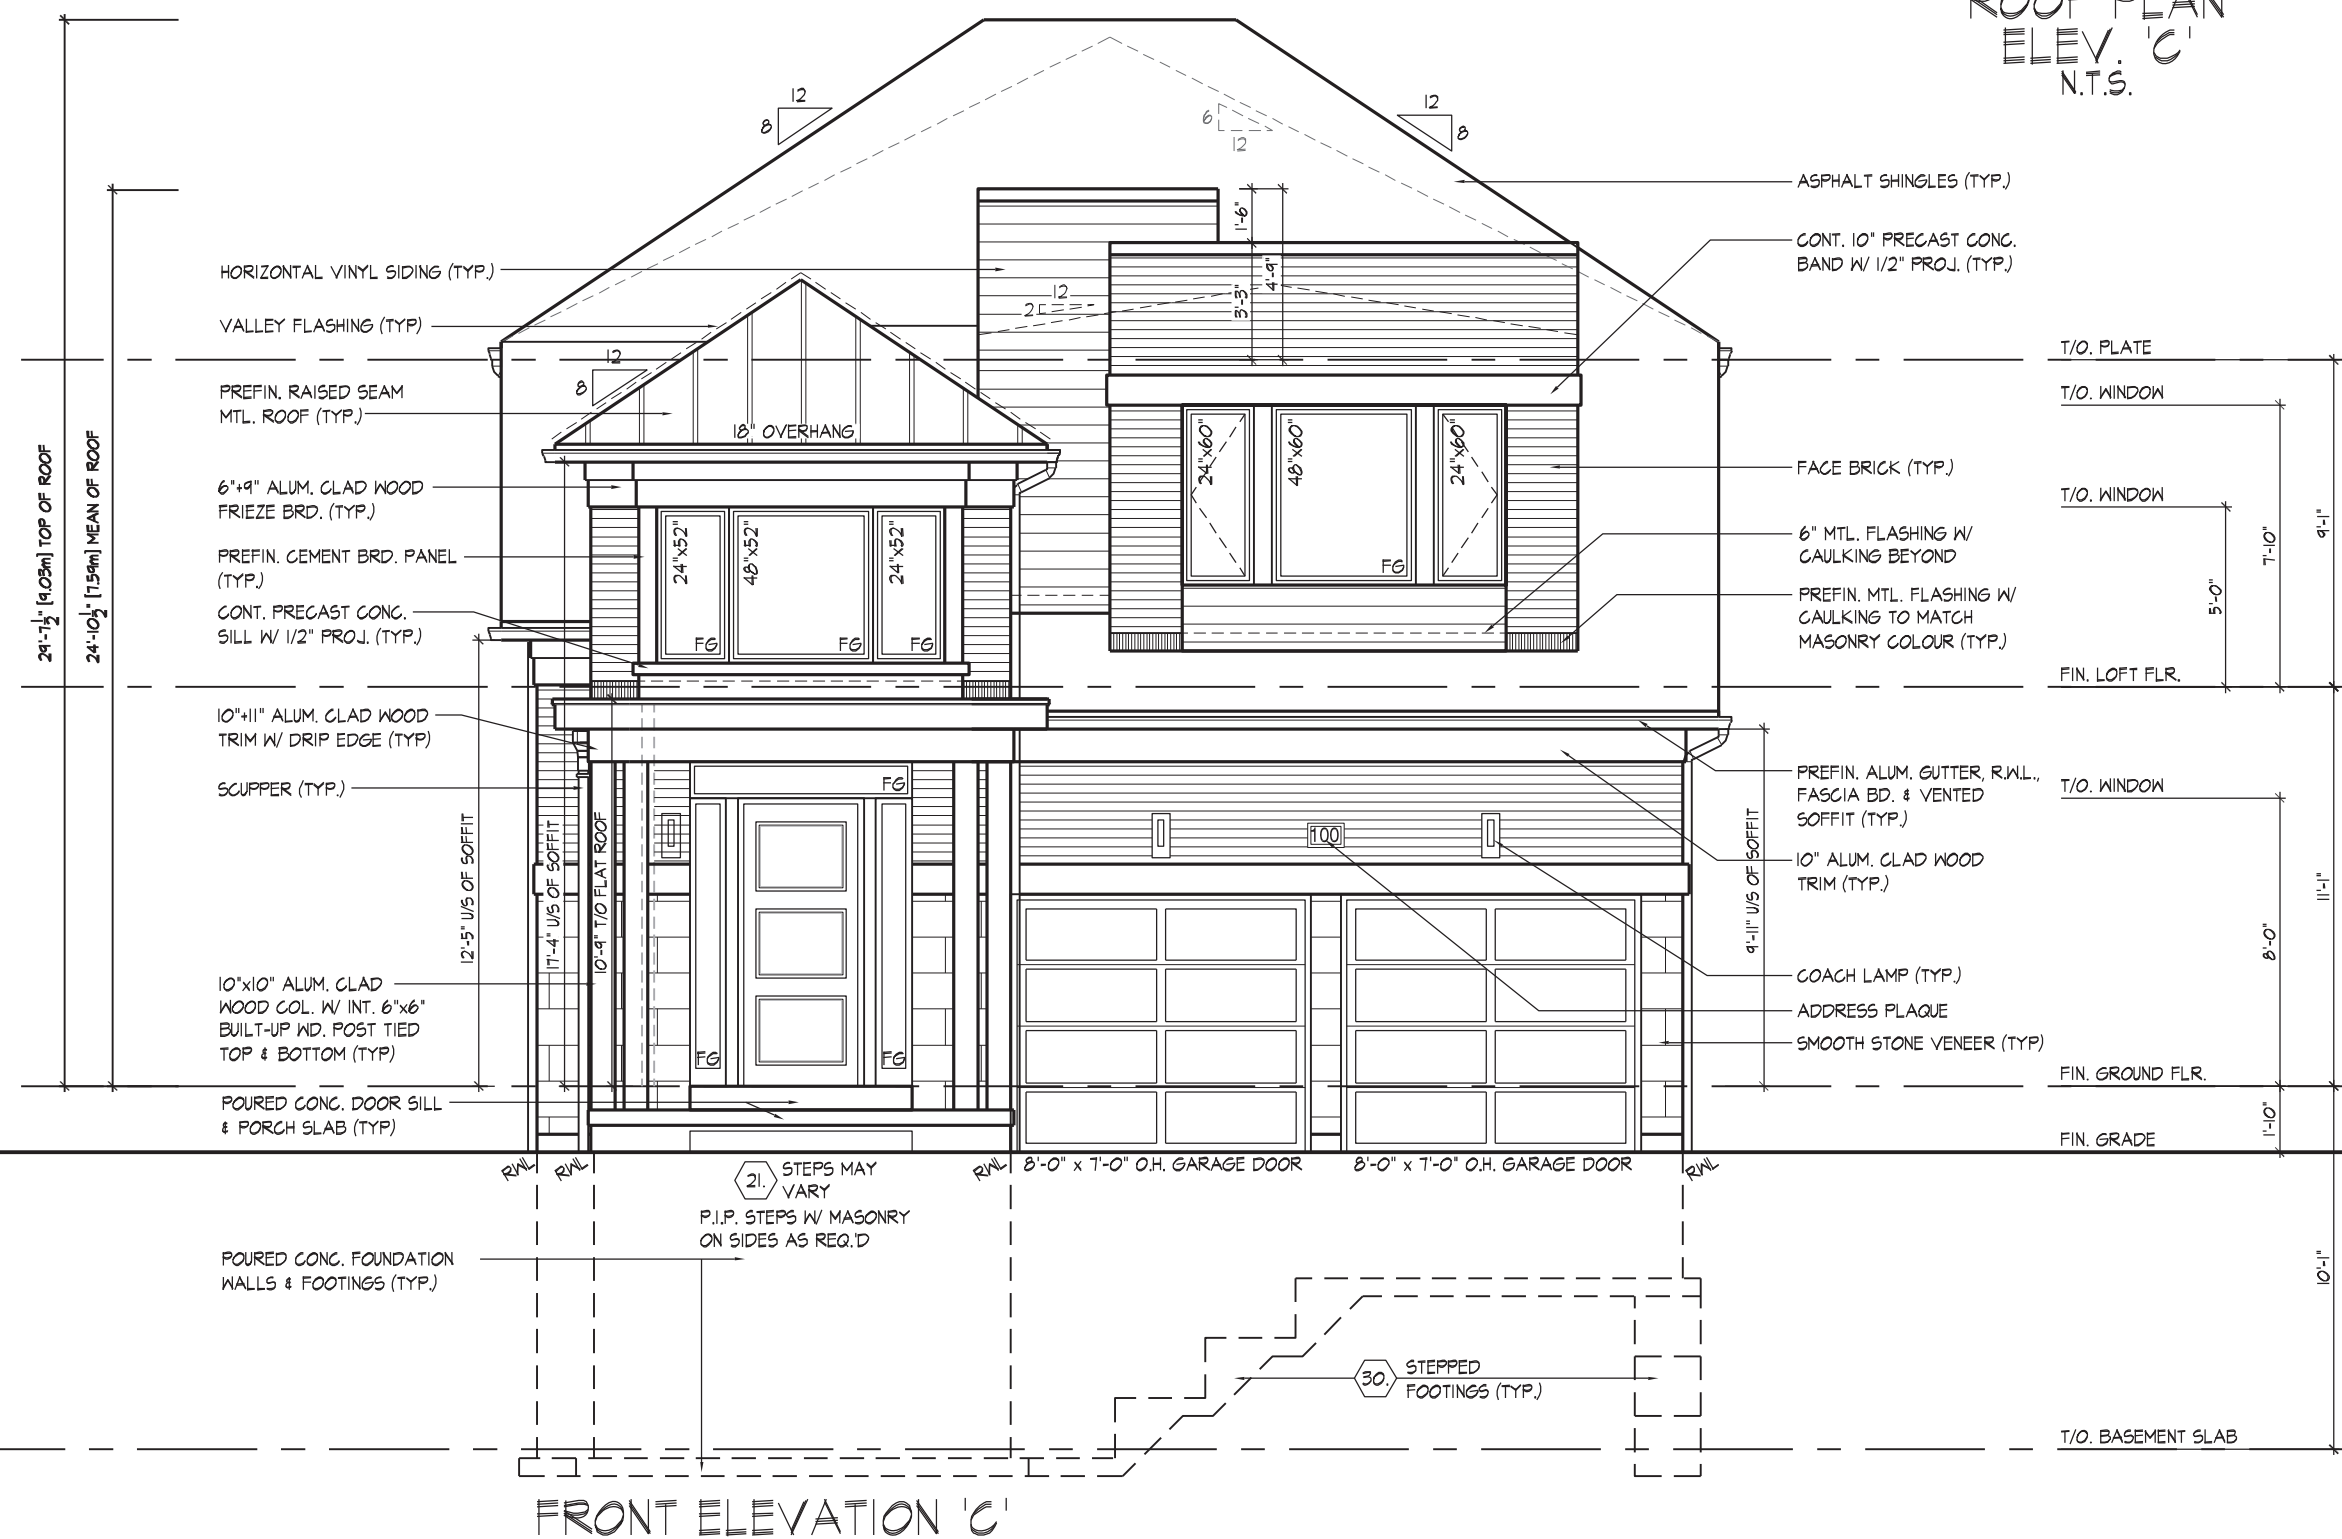 ROOF PLAN
ELEV. 'C'
N.T.S.
12
8
12
8
6
12
HORIZONTAL VINYL SIDING (TYP.)
VALLEY FLASHING (TYP)
PREFIN. RAISED SEAM
MTL. ROOF (TYP.)
6"+9" ALUM. CLAD WOOD
FRIEZE BRD. (TYP.)
PREFIN. CEMENT BRD. PANEL
(TYP.)
CONT. PRECAST CONC.
SILL W/ 1/2" PROJ. (TYP.)
10"+11" ALUM. CLAD WOOD
TRIM W/ DRIP EDGE (TYP)
SCUPPER (TYP.)
10"x10" ALUM. CLAD
WOOD COL. W/ INT. 6"x6"
BUILT-UP WD. POST TIED
TOP & BOTTOM (TYP)
POURED CONC. DOOR SILL
& PORCH SLAB (TYP)
POURED CONC. FOUNDATION
WALLS & FOOTINGS (TYP.)
29'-7 1/2" [9.03m] TOP OF ROOF
24'-10 1/2" [7.59m] MEAN OF ROOF
12
8
18" OVERHANG
12
2
1'-6"
3'-3"
4'-9"
24"x52"
48"x52"
24"x52"
FG
FG
FG
24"x60"
48"x60"
24"x60"
FG
12'-5" U/S OF SOFFIT
17'-4" U/S OF SOFFIT
10'-9" T/O FLAT ROOF
9'-11" U/S OF SOFFIT
FG
FG
FG
100
RWL
RWL
RWL
RWL
8'-0" x 7'-0" O.H. GARAGE DOOR
8'-0" x 7'-0" O.H. GARAGE DOOR
21.
STEPS MAY
VARY
P.I.P. STEPS W/ MASONRY
ON SIDES AS REQ.'D
30.
STEPPED
FOOTINGS (TYP.)
ASPHALT SHINGLES (TYP.)
CONT. 10" PRECAST CONC.
BAND W/ 1/2" PROJ. (TYP.)
FACE BRICK (TYP.)
6" MTL. FLASHING W/
CAULKING BEYOND
PREFIN. MTL. FLASHING W/
CAULKING TO MATCH
MASONRY COLOUR (TYP.)
PREFIN. ALUM. GUTTER, R.W.L.,
FASCIA BD. & VENTED
SOFFIT (TYP.)
10" ALUM. CLAD WOOD
TRIM (TYP.)
COACH LAMP (TYP.)
ADDRESS PLAQUE
SMOOTH STONE VENEER (TYP)
T/O. PLATE
T/O. WINDOW
T/O. WINDOW
FIN. LOFT FLR.
T/O. WINDOW
FIN. GROUND FLR.
FIN. GRADE
T/O. BASEMENT SLAB
5'-0"
7'-10"
9'-1"
8'-0"
11'-1"
1'-10"
10'-1"
FRONT ELEVATION 'C'